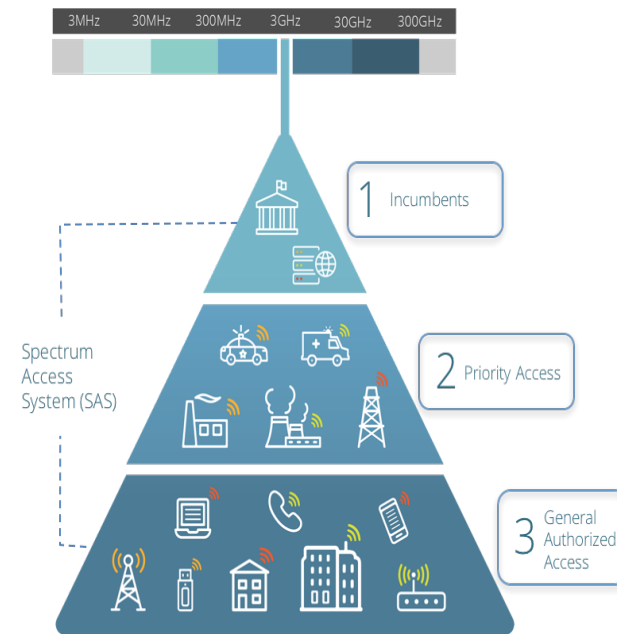 3MHz 30MHz 300MHz 3GHz 30GHz 300GHz
1 Incumbents
Spectrum
Access
System (SAS)
2 Priority Access
3 General
Authorized
Access